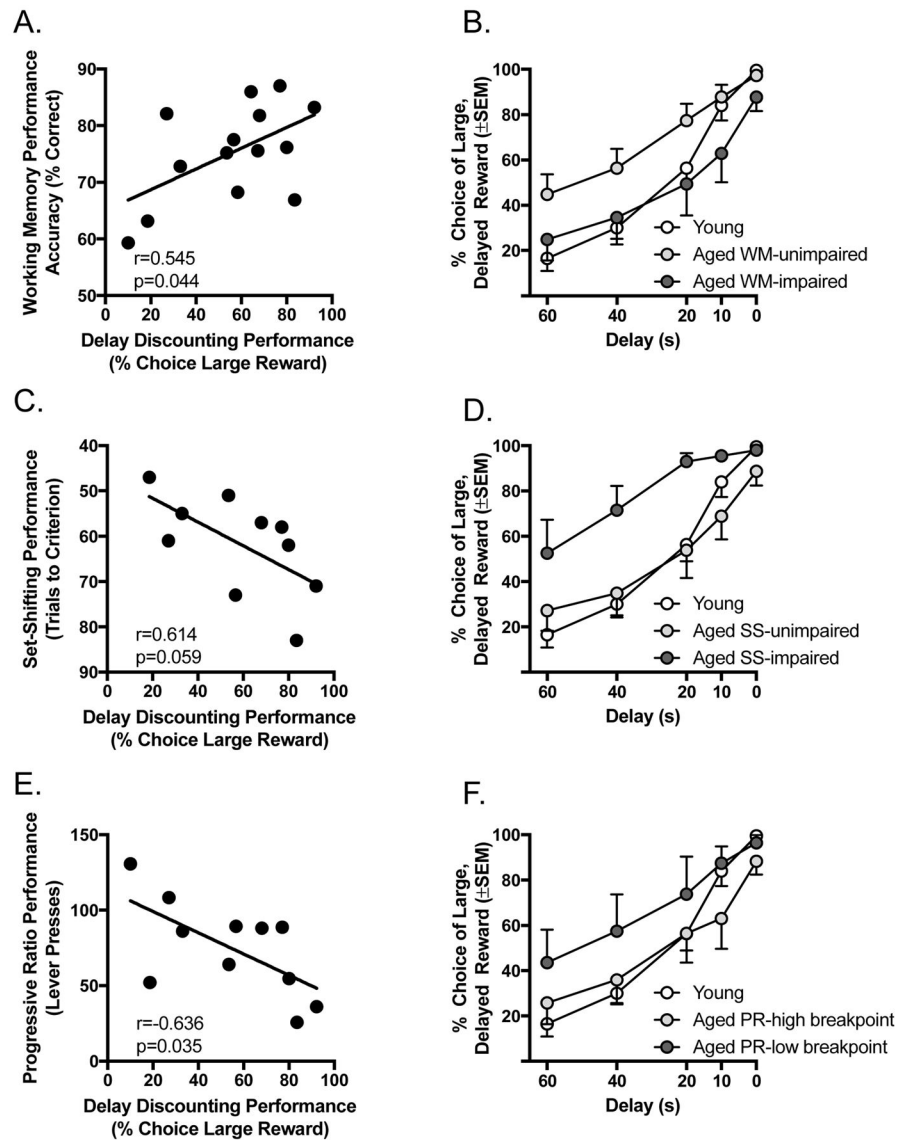 A.
Working Memory Performance
Accuracy (% Correct)
90
80
70
60
50
r=0.545
p=0.044
0 20 40 60 80 100
Delay Discounting Performance
(% Choice Large Reward)
B.
% Choice of Large,
Delayed Reward (±SEM)
100
80
60
40
20
Young
Aged WM-unimpaired
Aged WM-impaired
60 40 20 10 0
Delay (s)
C.
Set-Shifting Performance
(Trials to Criterion)
40
50
60
70
80
90
r=0.614
p=0.059
0 20 40 60 80 100
Delay Discounting Performance
(% Choice Large Reward)
D.
% Choice of Large,
Delayed Reward (±SEM)
100
80
60
40
20
Young
Aged SS-unimpaired
Aged SS-impaired
60 40 20 10 0
Delay (s)
E.
Progressive Ratio Performance
(Lever Presses)
150
100
50
0
r=-0.636
p=0.035
0 20 40 60 80 100
Delay Discounting Performance
(% Choice Large Reward)
F.
% Choice of Large,
Delayed Reward (±SEM)
100
80
60
40
20
Young
Aged PR-high breakpoint
Aged PR-low breakpoint
60 40 20 10 0
Delay (s)